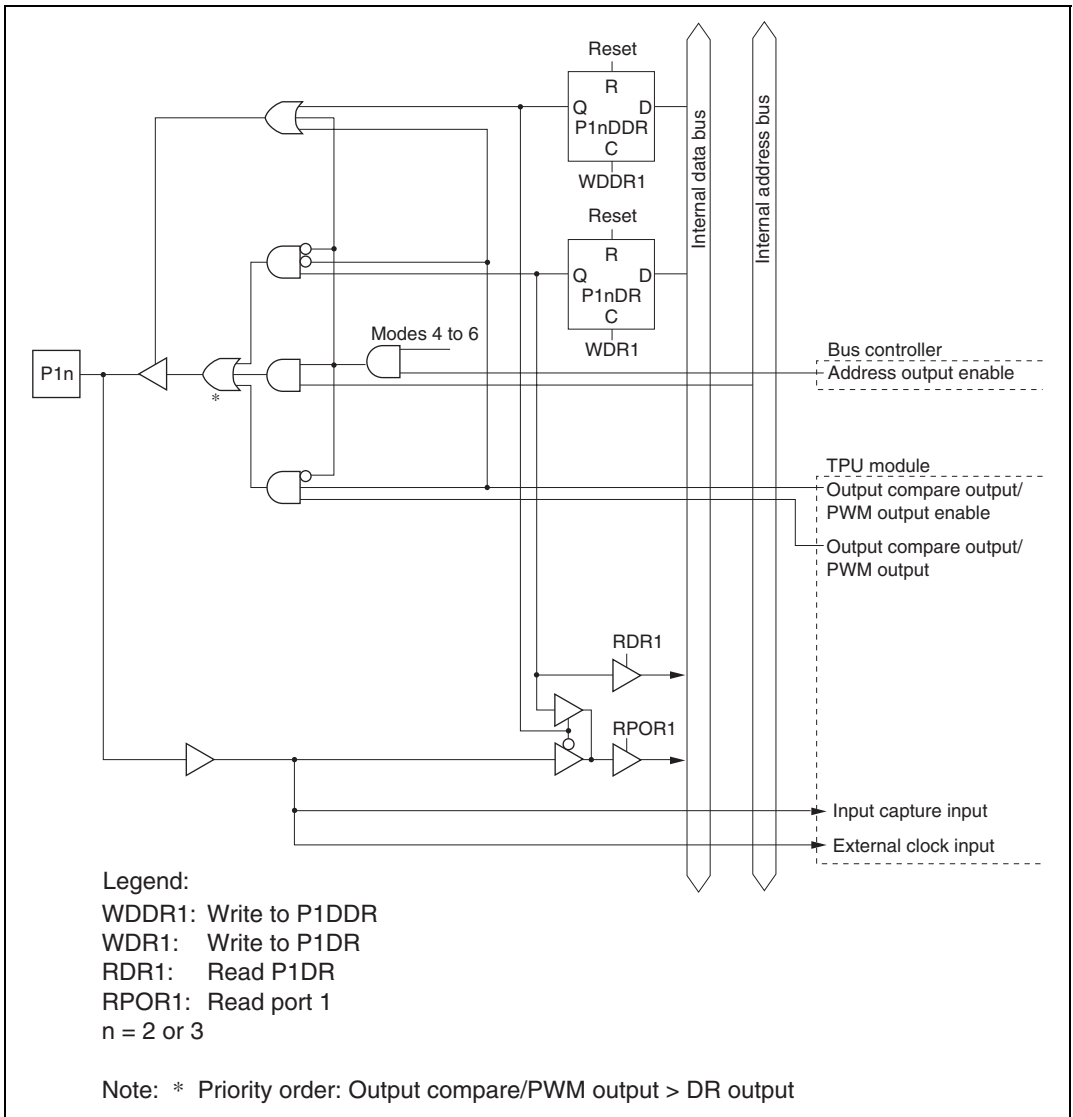 Reset
R
Q D
P1nDDR
C
WDDR1
Reset
R
Q D
P1nDR
C
WDR1
Internal data bus
Internal address bus
Modes 4 to 6
P1n
*
Bus controller
Address output enable
TPU module
Output compare output/
PWM output enable
Output compare output/
PWM output
RDR1
RPOR1
Input capture input
External clock input
Legend:
WDDR1: Write to P1DDR
WDR1: Write to P1DR
RDR1: Read P1DR
RPOR1: Read port 1
n = 2 or 3
Note: * Priority order: Output compare/PWM output > DR output